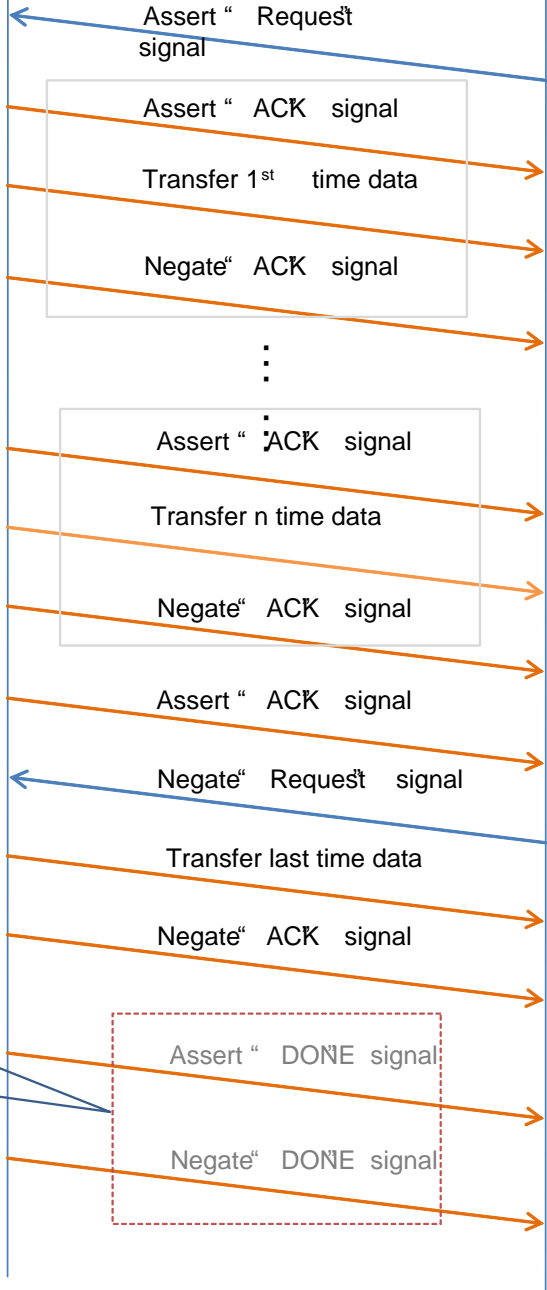 Assert “ Request”
signal
Assert “ ACK” signal
Transfer 1st time data
Negate“ ACK” signal
Assert “ ACK” signal
Transfer n time data
Negate“ ACK” signal
Assert “ ACK” signal
Negate“ Request” signal
Transfer last time data
Negate“ ACK” signal
Assert “ DONE” signal
Negate“ DONE” signal